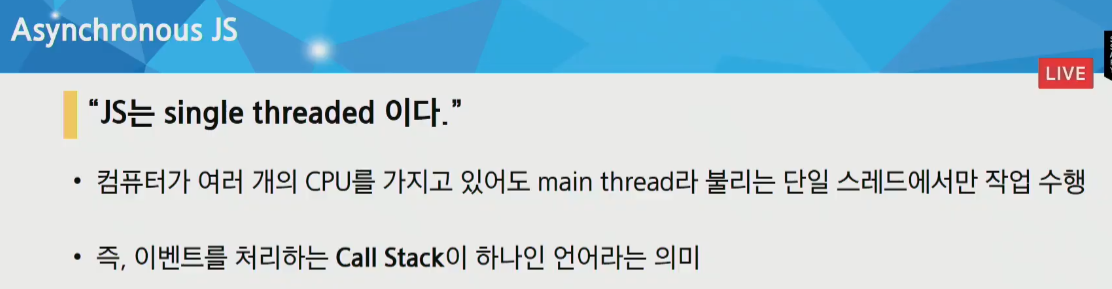 Asynchronous JS
LIVE
“JS는 single threaded 이다.”
• 컴퓨터가 여러 개의 CPU를 가지고 있어도 main thread라 불리는 단일 스레드에서만 작업 수행
• 즉, 이벤트를 처리하는 Call Stack이 하나인 언어라는 의미